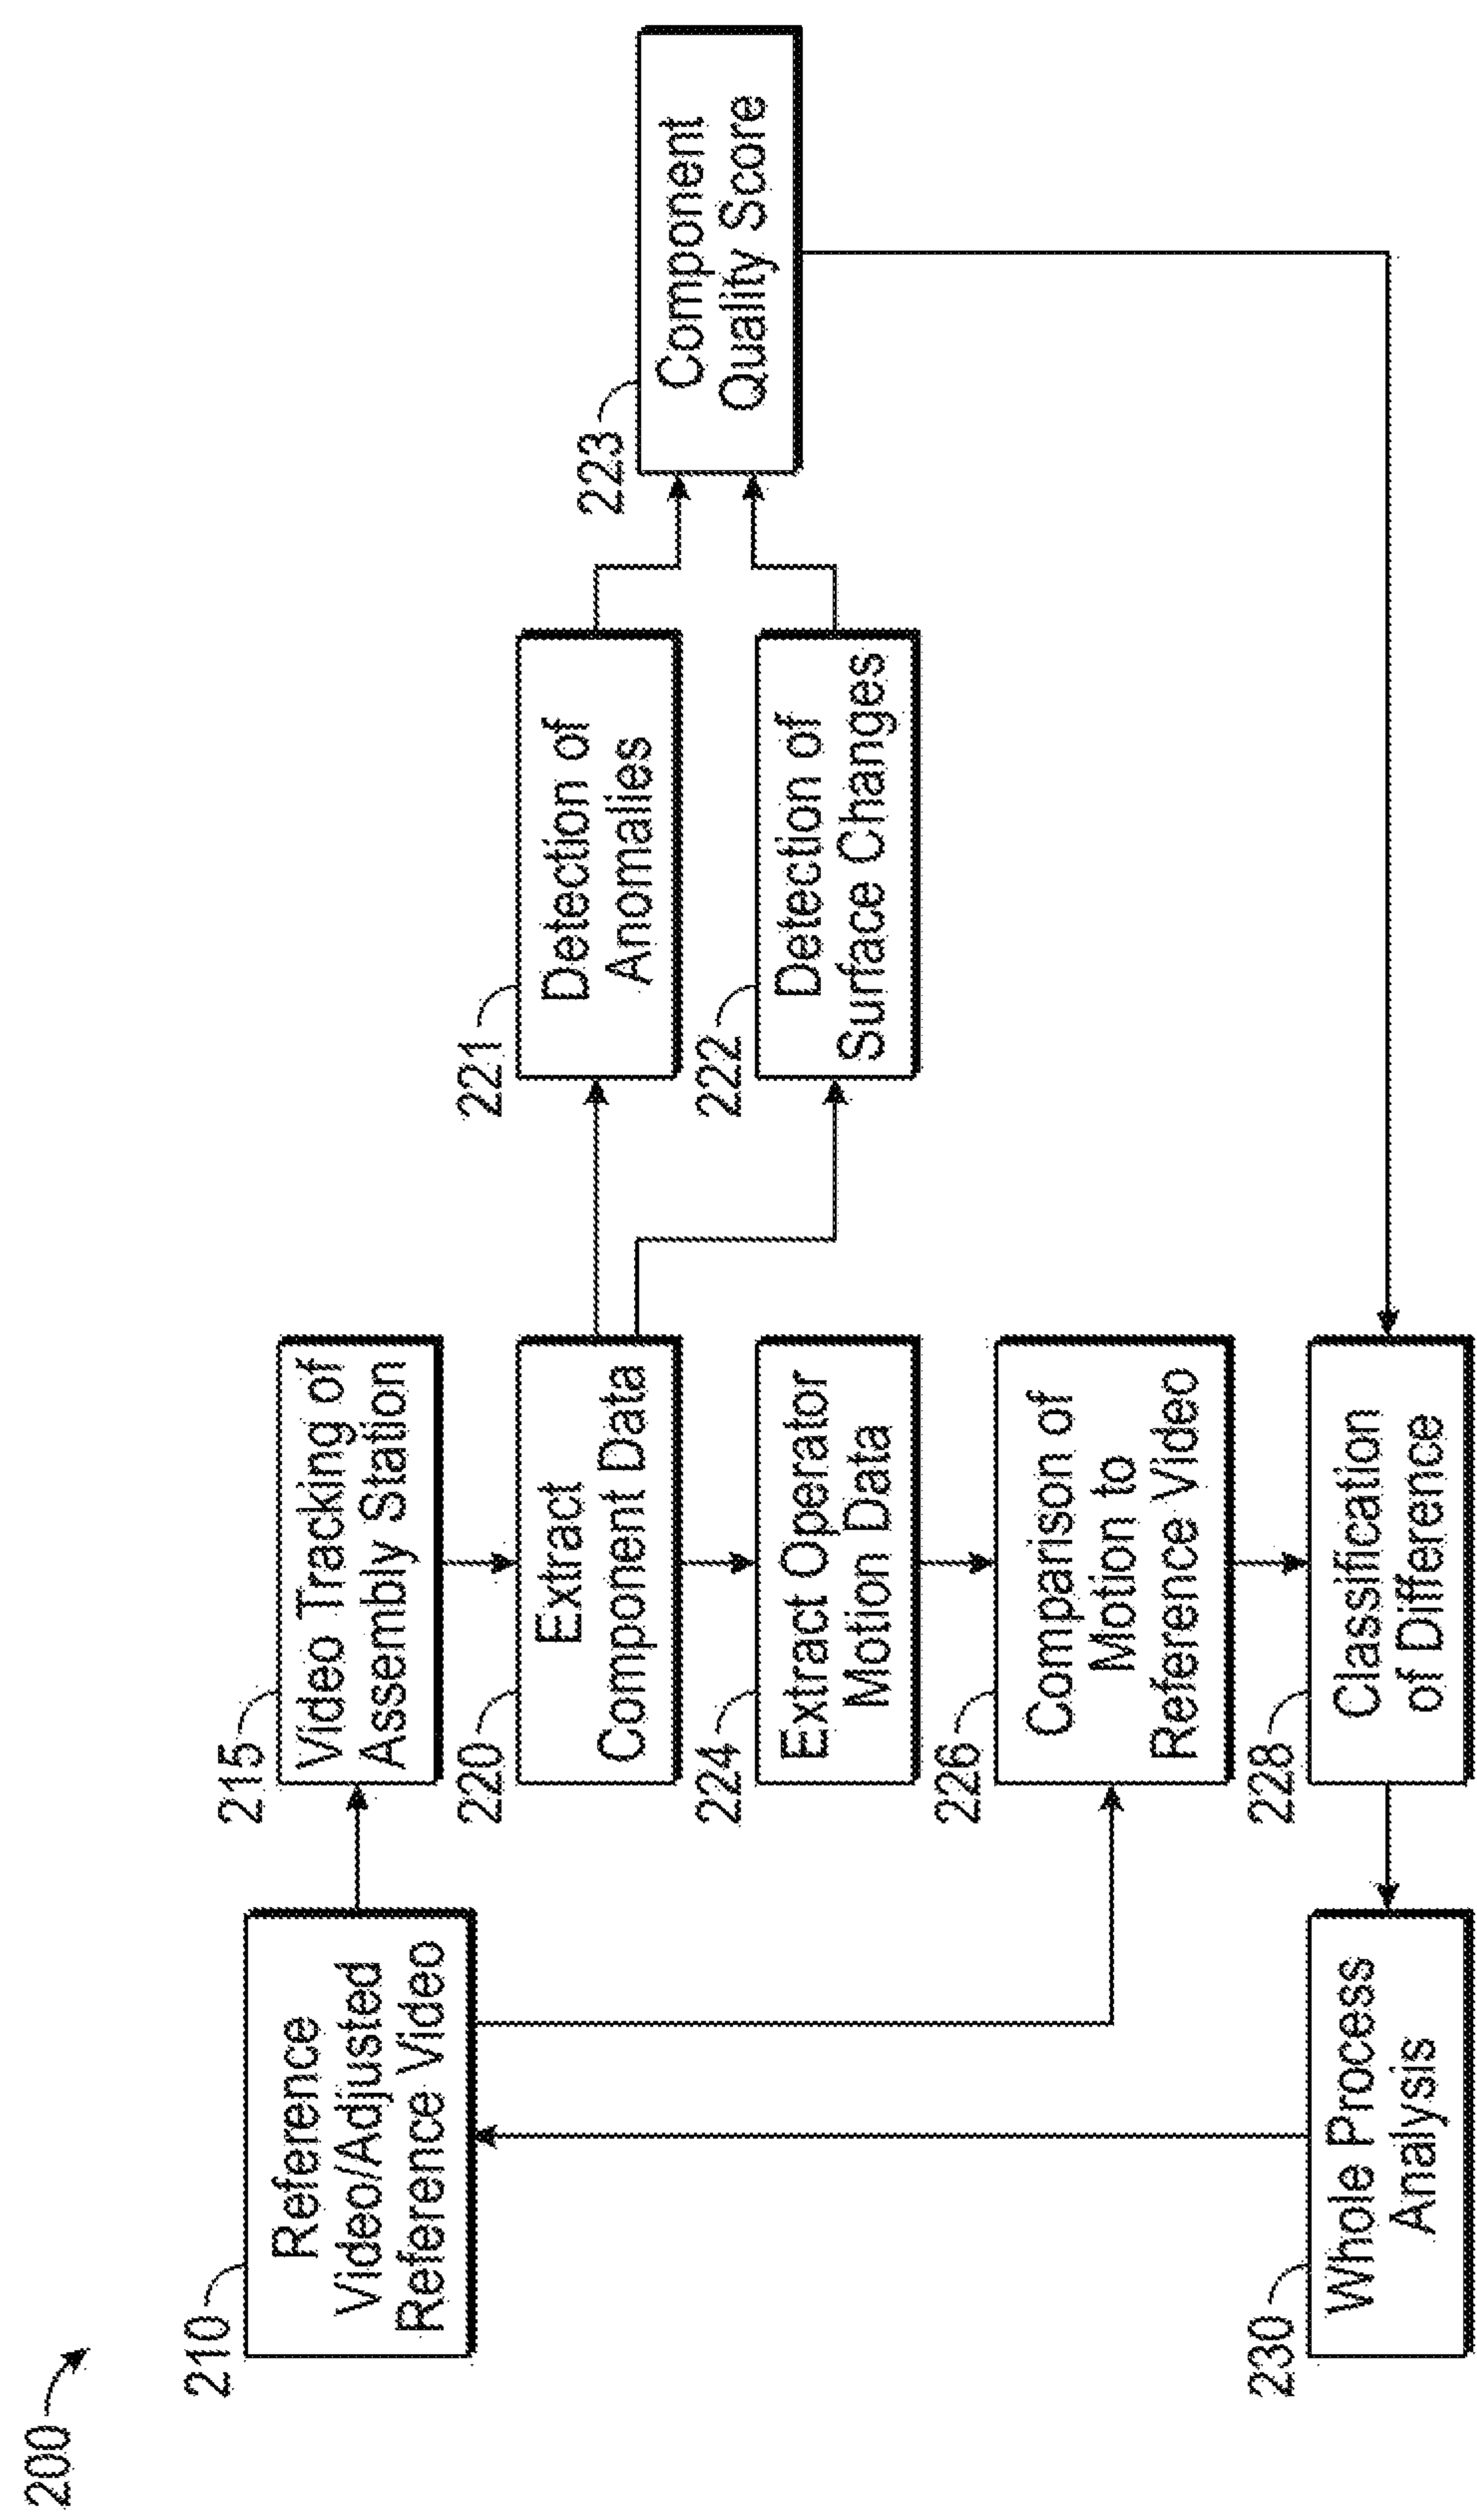 200
210
Reference
Video/Adjusted
Reference Video
215
Video Tracking of
Assembly Station
220
Extract
Component Data
221
Detection of
Anomalies
222
Detection of
Surface Changes
223
Component
Quality Score
224
Extract Operator
Motion Data
226
Comparison of
Motion to
Reference Video
228
Classification
of Difference
230
Whole Process
Analysis